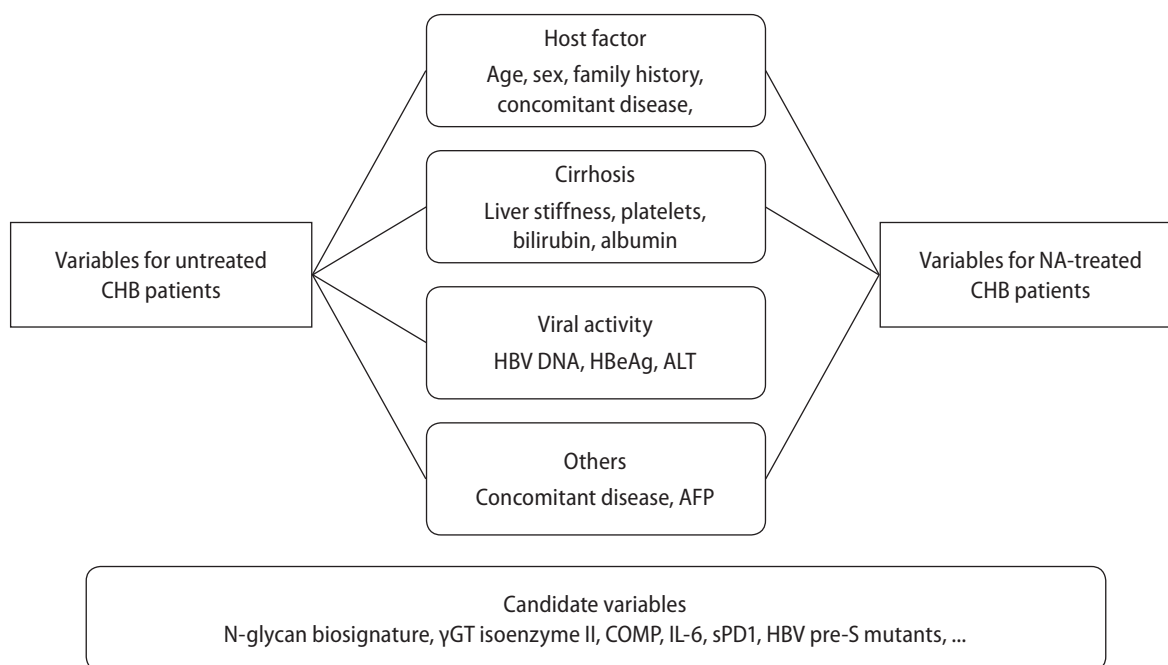 Host factor
Age, sex, family history,
concomitant disease,
Cirrhosis
Liver stiffness, platelets,
bilirubin, albumin
Variables for untreated
CHB patients
Variables for NA-treated
CHB patients
Viral activity
HBV DNA, HBeAg, ALT
Others
Concomitant disease, AFP
Candidate variables
N-glycan biosignature, γGT isoenzyme II, COMP, IL-6, sPD1, HBV pre-S mutants, ...